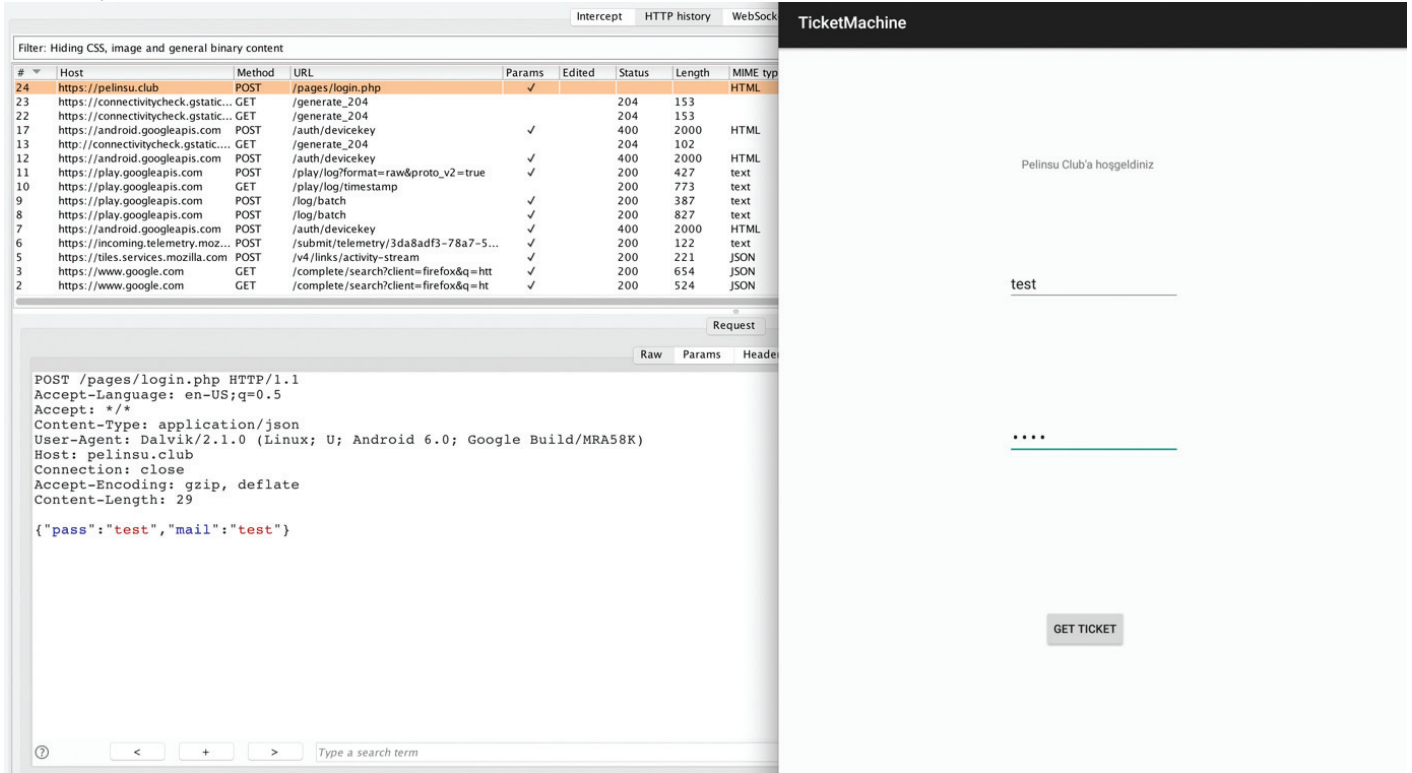 Intercept HTTP history WebSock
Filter: Hiding CSS, image and general binary content
# Host Method URL Params Edited Status Length MIME typ
24 https://pelinsu.club POST /pages/login.php ✓ HTML
23 https://connectivitycheck.gstatic... GET /generate_204 204 153
22 https://connectivitycheck.gstatic... GET /generate_204 204 153
17 https://android.googleapis.com POST /auth/devicekey ✓ 400 2000 HTML
13 http://connectivitycheck.gstatic.... GET /generate_204 204 102
12 https://android.googleapis.com POST /auth/devicekey ✓ 400 2000 HTML
11 https://play.googleapis.com POST /play/log?format=raw&proto_v2=true ✓ 200 427 text
10 https://play.googleapis.com GET /play/log/timestamp 200 773 text
9 https://play.googleapis.com POST /log/batch ✓ 200 387 text
8 https://play.googleapis.com POST /log/batch ✓ 200 827 text
7 https://android.googleapis.com POST /auth/devicekey ✓ 400 2000 HTML
6 https://incoming.telemetry.moz... POST /submit/telemetry/3da8adf3-78a7-5... ✓ 200 122 text
5 https://tiles.services.mozilla.com POST /v4/links/activity-stream ✓ 200 221 JSON
3 https://www.google.com GET /complete/search?client=firefox&q=htt ✓ 200 654 JSON
2 https://www.google.com GET /complete/search?client=firefox&q=ht ✓ 200 524 JSON
Request
Raw Params Heade
POST /pages/login.php HTTP/1.1
Accept-Language: en-US;q=0.5
Accept: */*
Content-Type: application/json
User-Agent: Dalvik/2.1.0 (Linux; U; Android 6.0; Google Build/MRA58K)
Host: pelinsu.club
Connection: close
Accept-Encoding: gzip, deflate
Content-Length: 29
{"pass":"test","mail":"test"}
? < + > Type a search term
TicketMachine
Pelinsu Club'a hoşgeldiniz
test
••••
GET TICKET